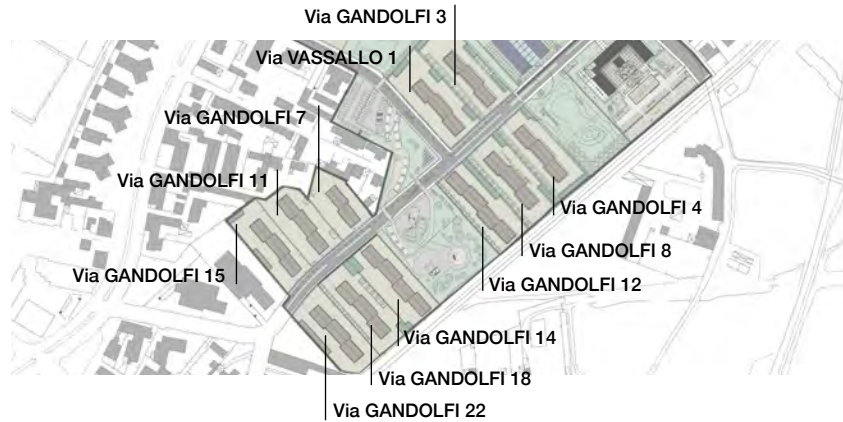 Via GANDOLFI 3
Via VASSALLO 1
Via GANDOLFI 7
Via GANDOLFI 11
Via GANDOLFI 4
Via GANDOLFI 8
Via GANDOLFI 15
Via GANDOLFI 12
Via GANDOLFI 14
Via GANDOLFI 18
Via GANDOLFI 22